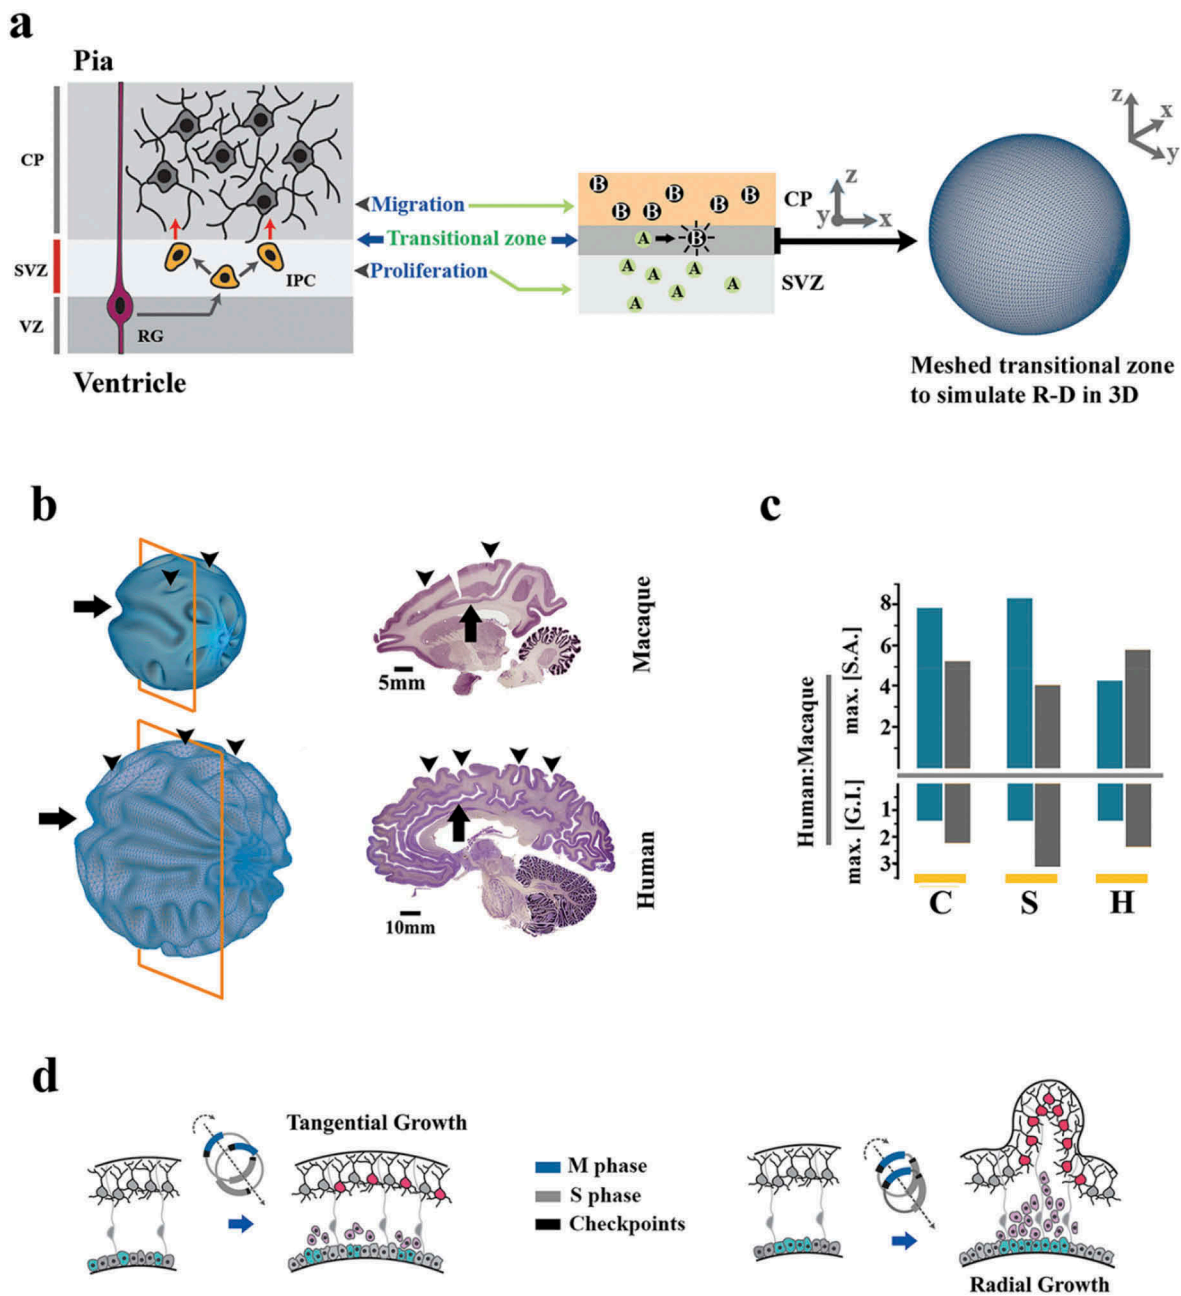 a
Pia
CP
SVZ
VZ
IPC
RG
Ventricle
Migration
Transitional zone
Proliferation
B
B
B
B
B
B
A
B
A
A
A
A
A
A
CP
SVZ
z
y
x
z
x
y
Meshed transitional zone
to simulate R-D in 3D
b
5mm
Macaque
10mm
Human
c
Human:Macaque
max. [S.A.]
8
6
4
2
max. [G.I.]
1
2
3
C
S
H
d
Tangential Growth
M phase
S phase
Checkpoints
Radial Growth